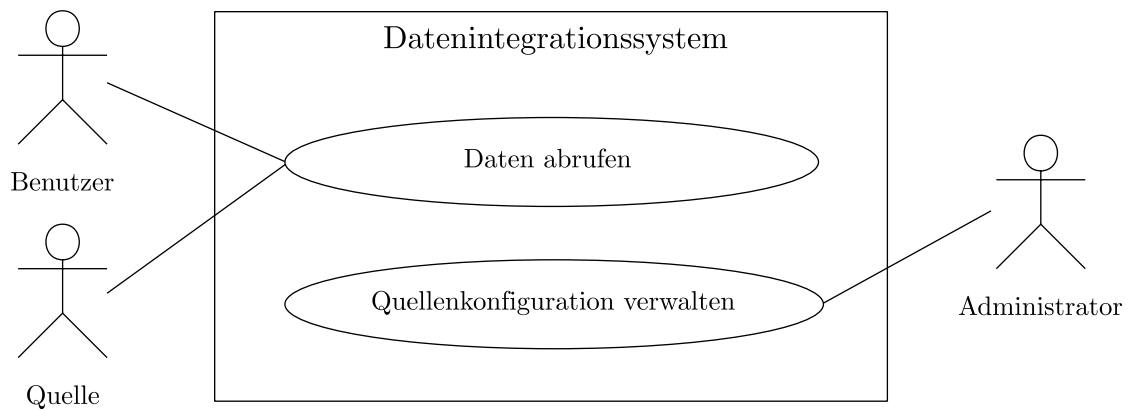 Datenintegrationssystem
Daten abrufen
Benutzer
Quellenkonfiguration verwalten
Administrator
Quelle